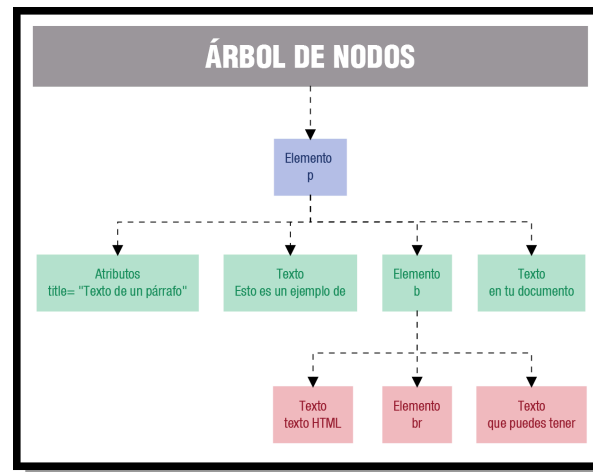 ÁRBOL DE NODOS
Elemento
p
Atributos
title= "Texto de un párrafo"
Texto
Esto es un ejemplo de
Elemento
b
Texto
en tu documento
Texto
texto HTML
Elemento
br
Texto
que puedes tener